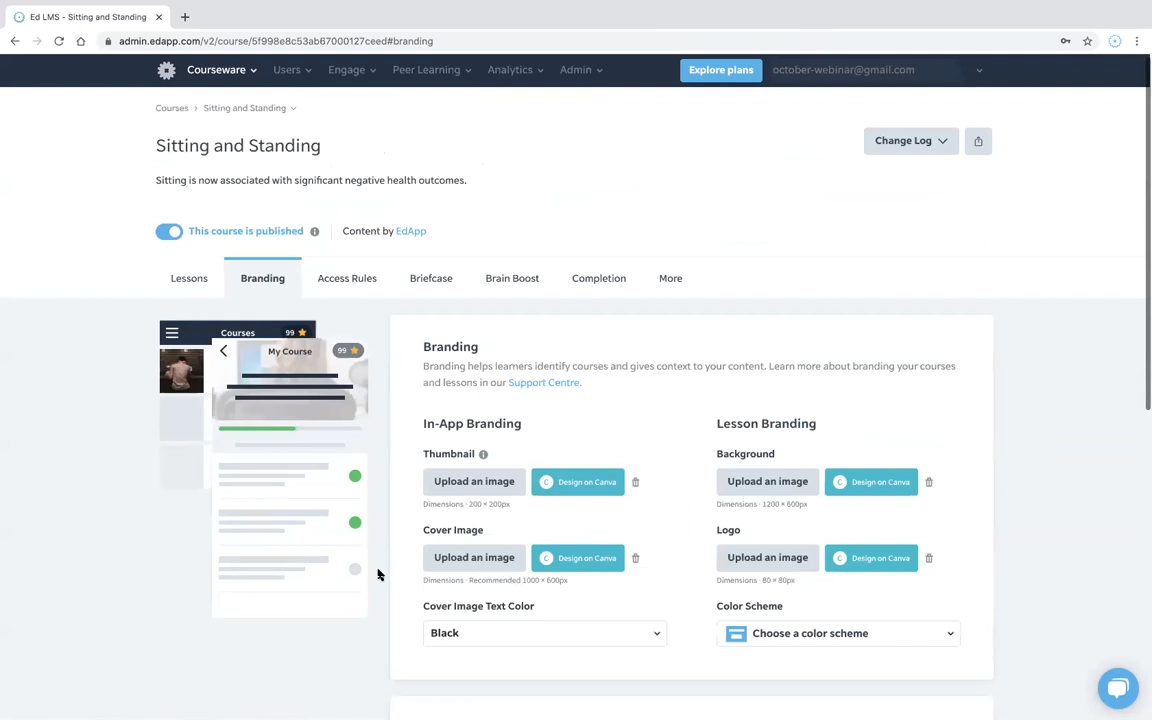 Ed LMS - Sitting and Standing
admin.edapp.com/v2/course/5f998e8c53ab67000127ceed#branding
Courseware Users Engage Peer Learning Analytics Admin Explore plans october-webinar@gmail.com
Courses › Sitting and Standing
Sitting and Standing
Change Log
Sitting is now associated with significant negative health outcomes.
This course is published
Content by EdApp
Lessons Branding Access Rules Briefcase Brain Boost Completion More
Courses 99
My Course 99
Branding
Branding helps learners identify courses and gives context to your content. Learn more about branding your courses
and lessons in our Support Centre.
In-App Branding
Thumbnail
Upload an image C Design on Canva
Dimensions · 200 × 200px
Cover Image
Upload an image C Design on Canva
Dimensions · Recommended 1000 × 600px
Cover Image Text Color
Black
Lesson Branding
Background
Upload an image C Design on Canva
Dimensions · 1200 × 600px
Logo
Upload an image C Design on Canva
Dimensions · 80 × 80px
Color Scheme
Choose a color scheme